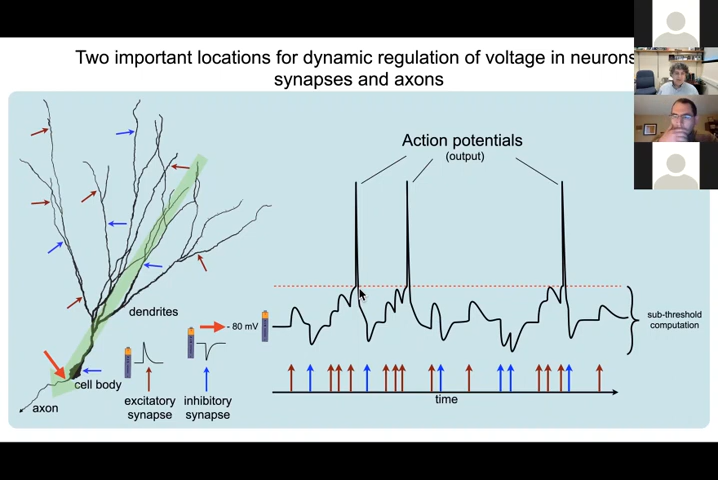 Two important locations for dynamic regulation of voltage in neurons
synapses and axons
Action potentials
(output)
dendrites
- 80 mV
sub-threshold
computation
cell body
axon
excitatory
synapse
inhibitory
synapse
time